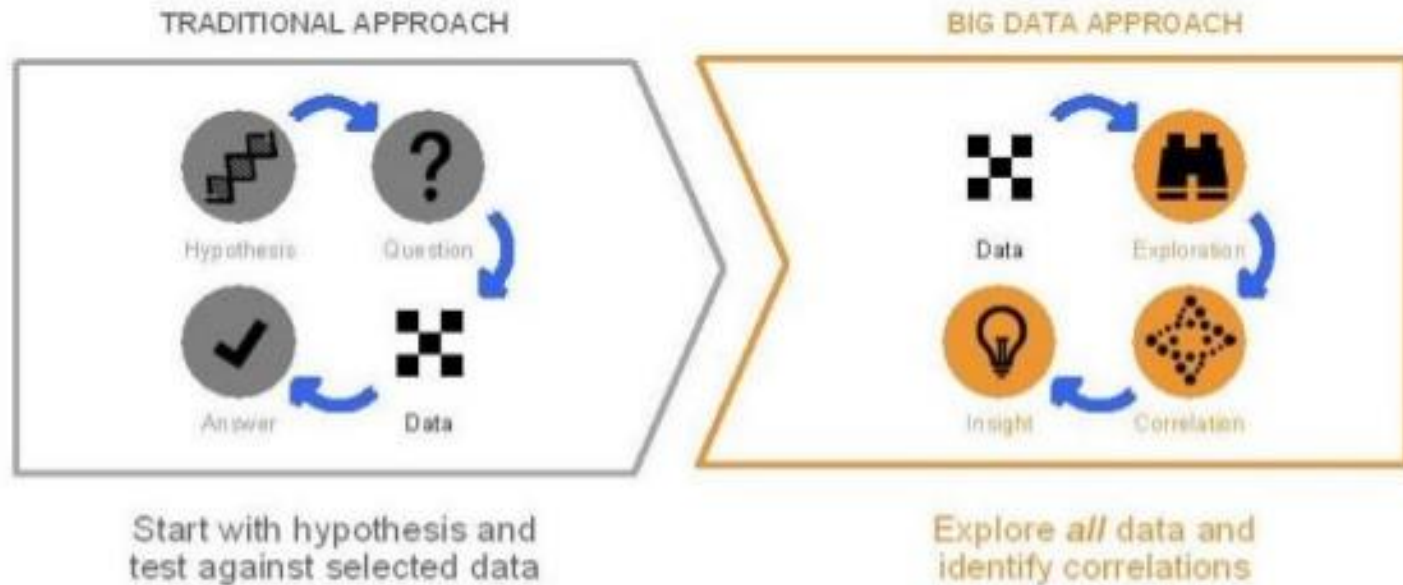 TRADITIONAL APPROACH
BIG DATA APPROACH
Hypothesis
Question
Answer
Data
Data
Exploration
Insight
Correlation
Start with hypothesis and
test against selected data
Explore all data and
identify correlations